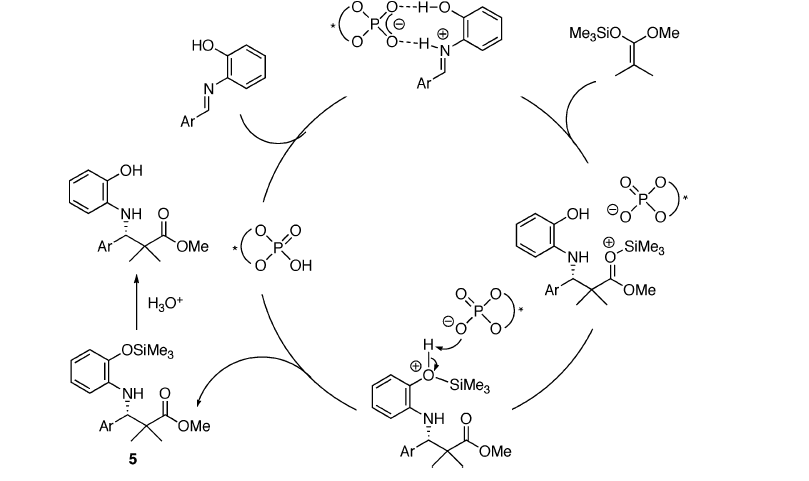 O O H O
* P ⊖
O O H ⊕ N
Ar
Me₃SiO OMe
HO
N
Ar
OH
NH O
Ar OMe
O O
* P
O OH
O O
P *
⊖ O O
OH ⊕
O SiMe₃
NH
Ar OMe
H₃O⁺
O O
P *
⊖ O O
H
⊕ O SiMe₃
NH O
Ar OMe
OSiMe₃
NH O
Ar OMe
5